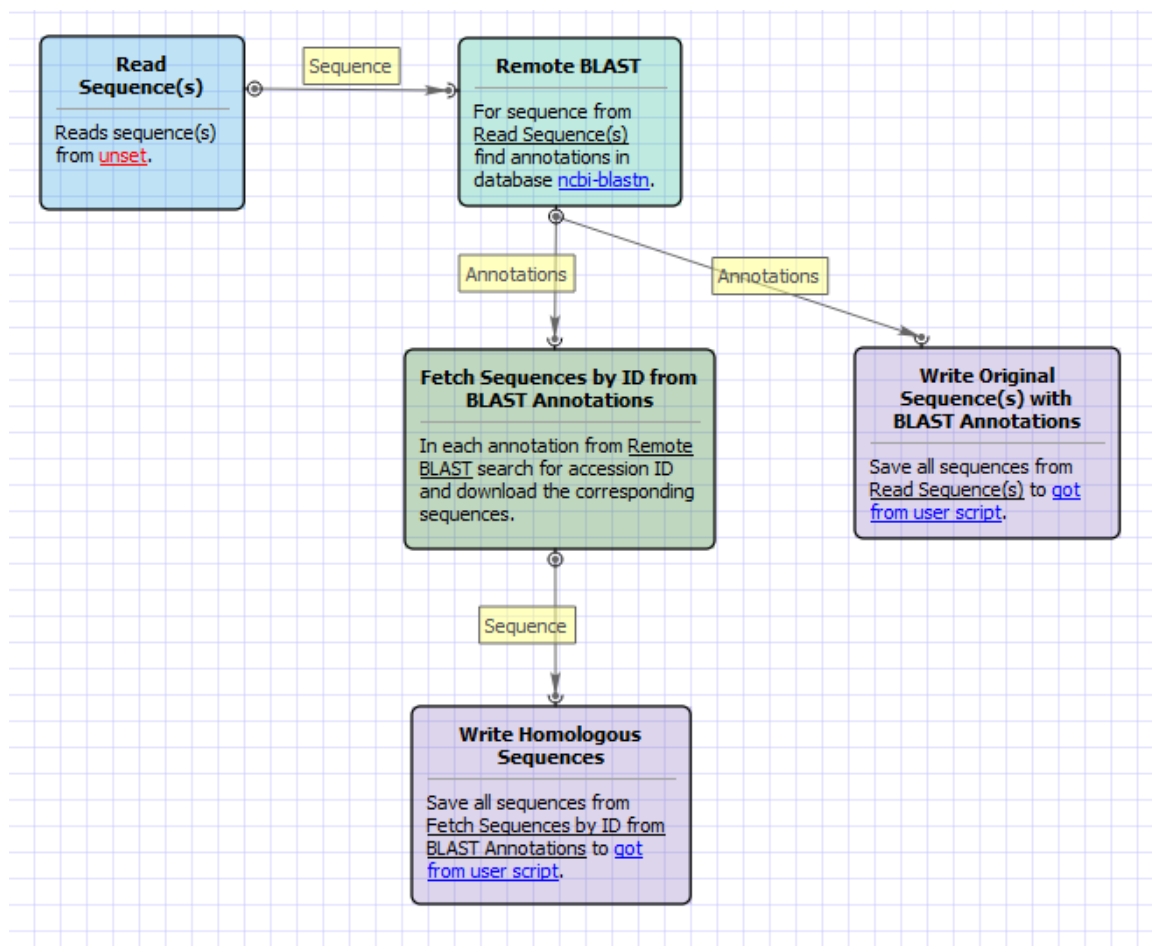 Read
Sequence(s)
Reads sequence(s)
from unset.
Sequence
Remote BLAST
For sequence from
Read Sequence(s)
find annotations in
database ncbi-blastn.
Annotations
Annotations
Fetch Sequences by ID from
BLAST Annotations
In each annotation from Remote
BLAST search for accession ID
and download the corresponding
sequences.
Write Original
Sequence(s) with
BLAST Annotations
Save all sequences from
Read Sequence(s) to got
from user script.
Sequence
Write Homologous
Sequences
Save all sequences from
Fetch Sequences by ID from
BLAST Annotations to got
from user script.